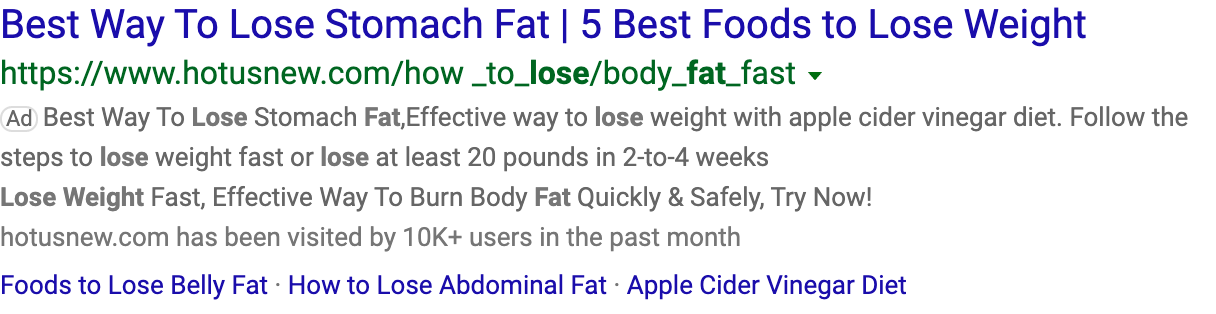 Best Way To Lose Stomach Fat | 5 Best Foods to Lose Weight
https://www.hotusnew.com/how _to_lose/body_fat_fast
Ad Best Way To Lose Stomach Fat,Effective way to lose weight with apple cider vinegar diet. Follow the
steps to lose weight fast or lose at least 20 pounds in 2-to-4 weeks
Lose Weight Fast, Effective Way To Burn Body Fat Quickly & Safely, Try Now!
hotusnew.com has been visited by 10K+ users in the past month
Foods to Lose Belly Fat · How to Lose Abdominal Fat · Apple Cider Vinegar Diet